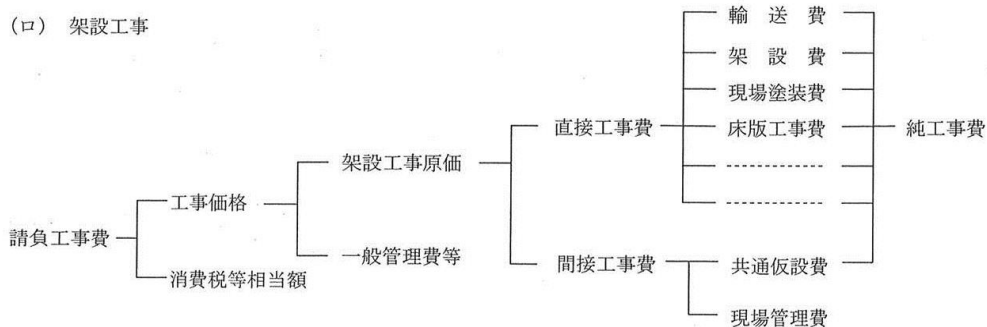 (ロ) 架設工事
輸送費
架設費
現場塗装費
直接工事費
床版工事費
純工事費
架設工事原価
工事価格
請負工事費
一般管理費等
消費税等相当額
間接工事費
共通仮設費
現場管理費